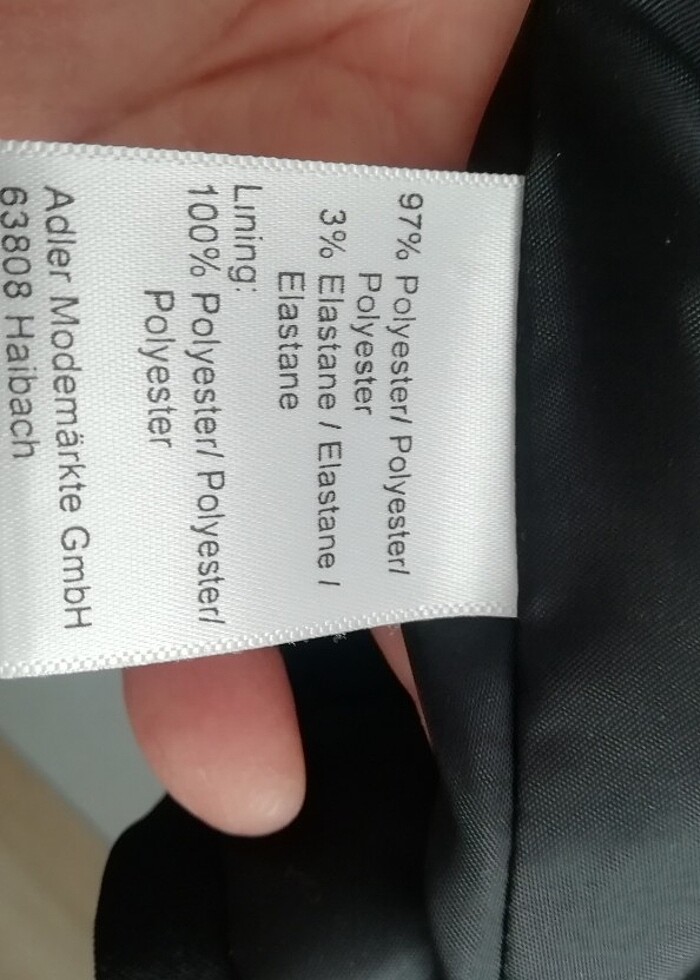 97% Polyester/ Polyester/
Polyester
3% Elastane / Elastane /
Elastane
Lining:
100% Polyester/ Polyester/
Polyester
Adler Modemärkte GmbH
63808 Haibach